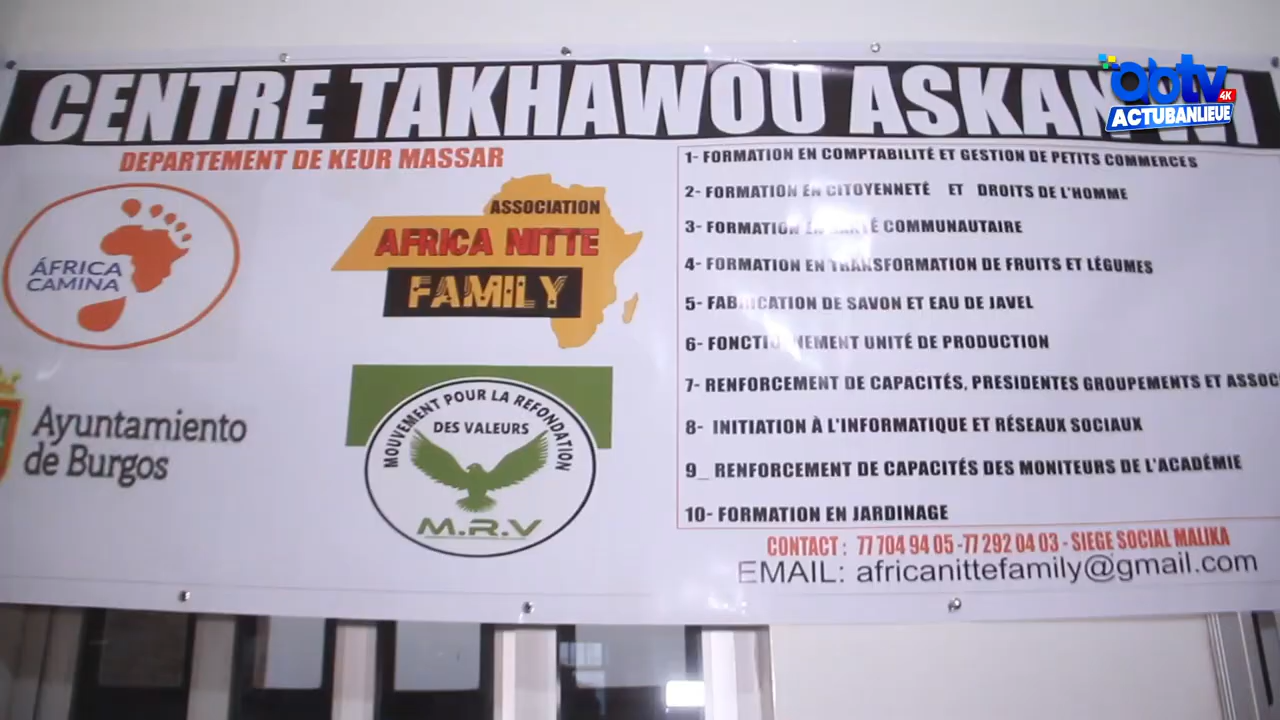 CENTRE TAKHAWOU ASKAN
OBTV
4K
ACTUBANLIEUE
DEPARTEMENT DE KEUR MASSAR
ÁFRICA
CAMINA
ASSOCIATION
AFRICA NITTE
FAMILY
Ayuntamiento
de Burgos
MOUVEMENT POUR LA REFONDATION
DES VALEURS
M.R.V
1- FORMATION EN COMPTABILITÉ ET GESTION DE PETITS COMMERCES
2- FORMATION EN CITOYENNETÉ ET DROITS DE L'HOMME
3- FORMATION EN SANTÉ COMMUNAUTAIRE
4- FORMATION EN TRANSFORMATION DE FRUITS ET LÉGUMES
5- FABRICATION DE SAVON ET EAU DE JAVEL
6- FONCTIONNEMENT UNITÉ DE PRODUCTION
7- RENFORCEMENT DE CAPACITÉS, PRESIDENTES GROUPEMENTS ET ASSOC
8- INITIATION À L'INFORMATIQUE ET RÉSEAUX SOCIAUX
9_ RENFORCEMENT DE CAPACITÉS DES MONITEURS DE L'ACADÉMIE
10- FORMATION EN JARDINAGE
CONTACT : 77 704 94 05 -77 292 04 03 - SIEGE SOCIAL MALIKA
EMAIL: africanittefamily@gmail.com